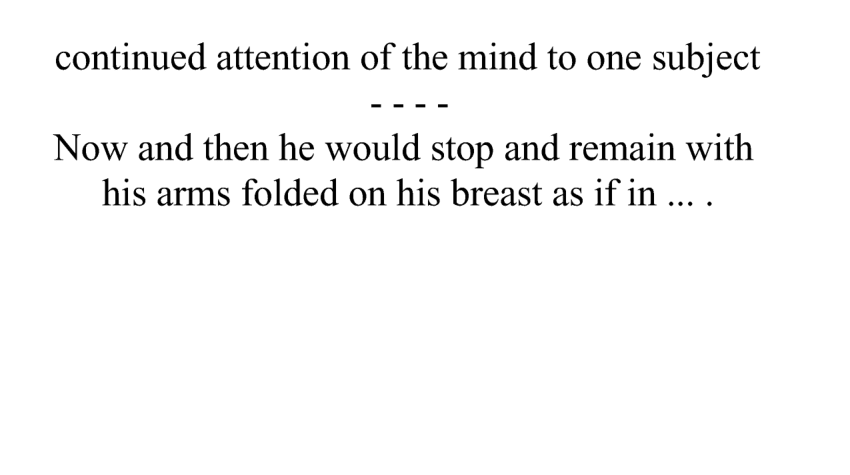 continued attention of the mind to one subject
- - - -
Now and then he would stop and remain with
his arms folded on his breast as if in ... .